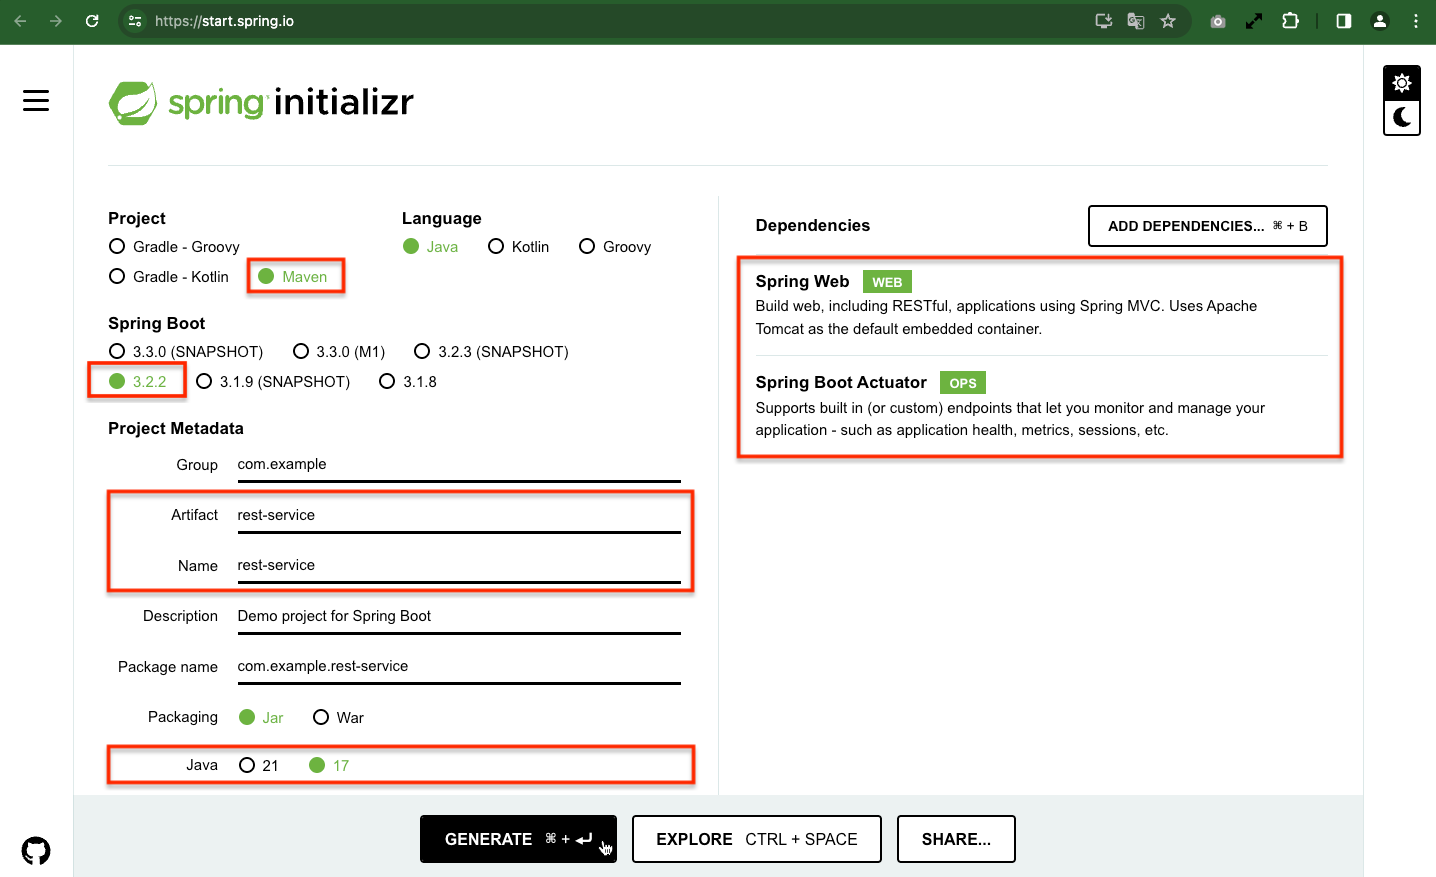 https://start.spring.io
spring initializr
Project
Gradle - Groovy
Gradle - Kotlin Maven
Language
Java Kotlin Groovy
Spring Boot
3.3.0 (SNAPSHOT) 3.3.0 (M1) 3.2.3 (SNAPSHOT)
3.2.2 3.1.9 (SNAPSHOT) 3.1.8
Project Metadata
Group com.example
Artifact rest-service
Name rest-service
Description Demo project for Spring Boot
Package name com.example.rest-service
Packaging Jar War
Java 21 17
Dependencies ADD DEPENDENCIES... ⌘ + B
Spring Web WEB
Build web, including RESTful, applications using Spring MVC. Uses Apache
Tomcat as the default embedded container.
Spring Boot Actuator OPS
Supports built in (or custom) endpoints that let you monitor and manage your
application - such as application health, metrics, sessions, etc.
GENERATE ⌘ + ↵ EXPLORE CTRL + SPACE SHARE...